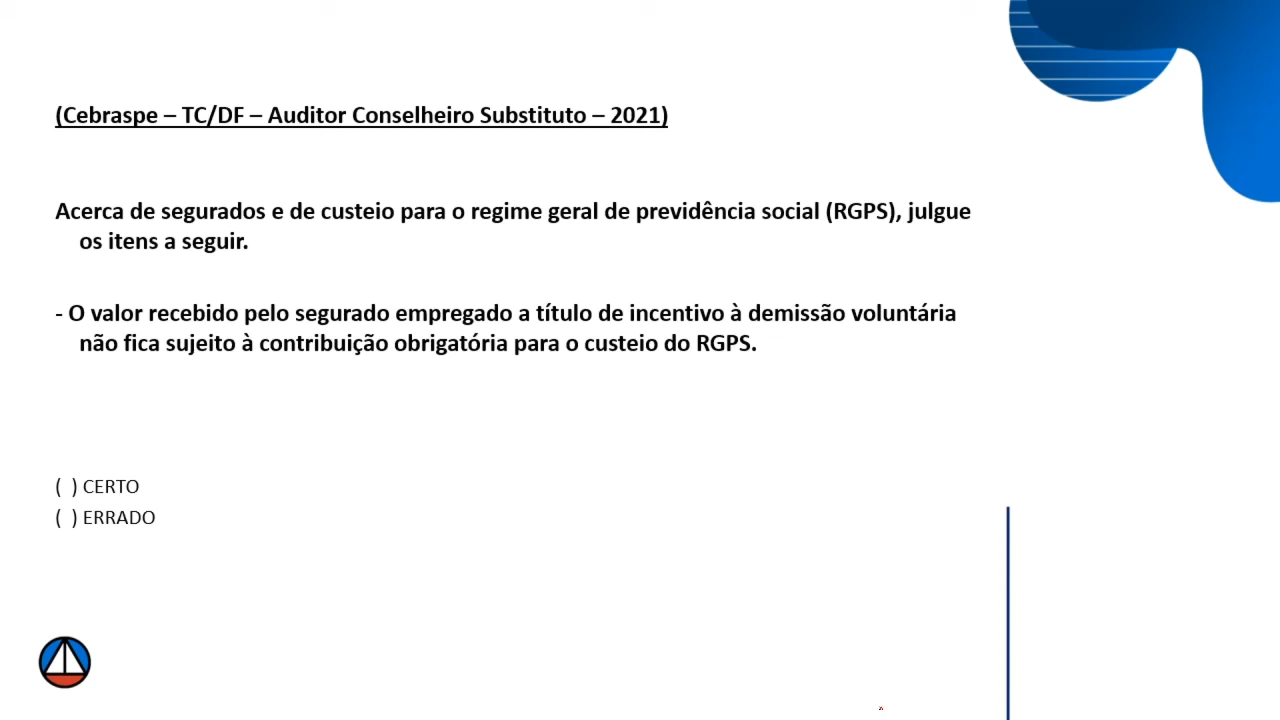 (Cebraspe – TC/DF – Auditor Conselheiro Substituto – 2021)
Acerca de segurados e de custeio para o regime geral de previdência social (RGPS), julgue
os itens a seguir.
- O valor recebido pelo segurado empregado a título de incentivo à demissão voluntária
não fica sujeito à contribuição obrigatória para o custeio do RGPS.
( ) CERTO
( ) ERRADO